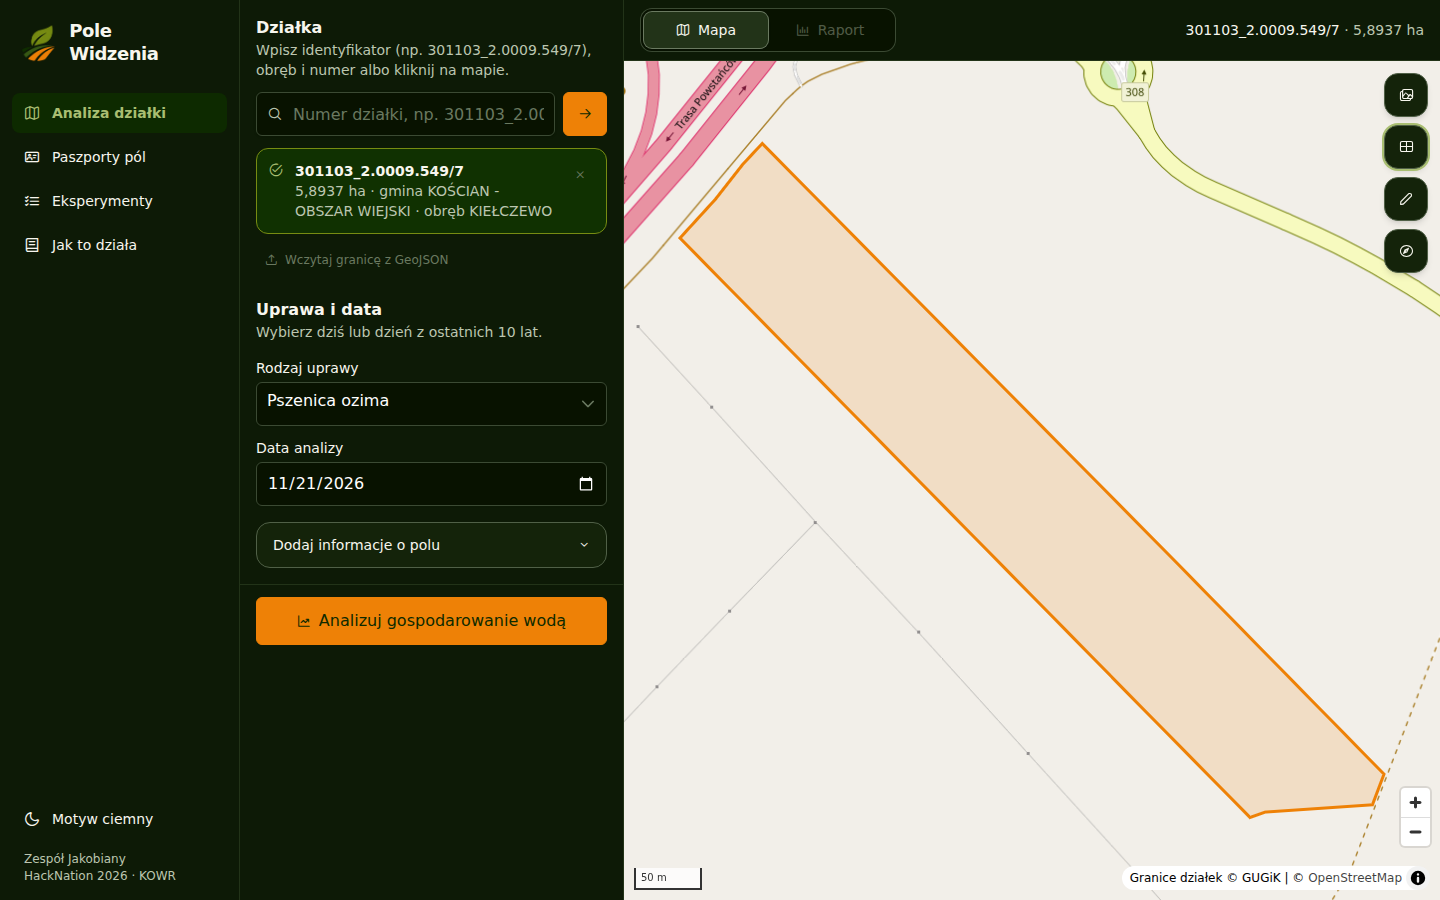 Pole
Widzenia
Analiza działki
Paszporty pól
Eksperymenty
Jak to działa
Motyw ciemny
Zespół Jakobiany
HackNation 2026 · KOWR
Działka
Wpisz identyfikator (np. 301103_2.0009.549/7),
obręb i numer albo kliknij na mapie.
Numer działki, np. 301103_2.00
301103_2.0009.549/7
5,8937 ha · gmina KOŚCIAN -
OBSZAR WIEJSKI · obręb KIEŁCZEWO
Wczytaj granicę z GeoJSON
Uprawa i data
Wybierz dziś lub dzień z ostatnich 10 lat.
Rodzaj uprawy
Pszenica ozima
Data analizy
11/21/2026
Dodaj informacje o polu
Analizuj gospodarowanie wodą
Mapa
Raport
301103_2.0009.549/7 · 5,8937 ha
Trasa Powstańców
308
50 m
Granice działek © GUGiK | © OpenStreetMap